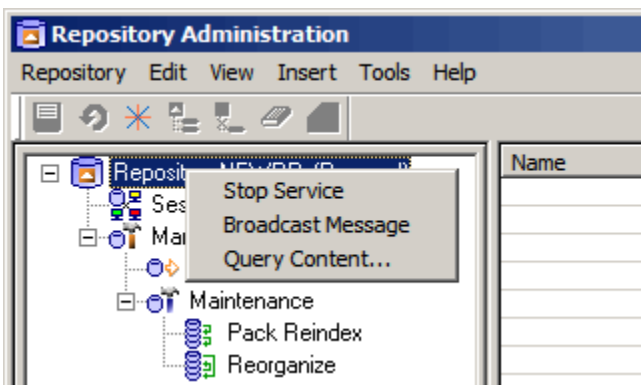 Repository Administration
Repository Edit View Insert Tools Help
Name
Stop Service
Broadcast Message
Query Content...
Maintenance
Pack Reindex
Reorganize